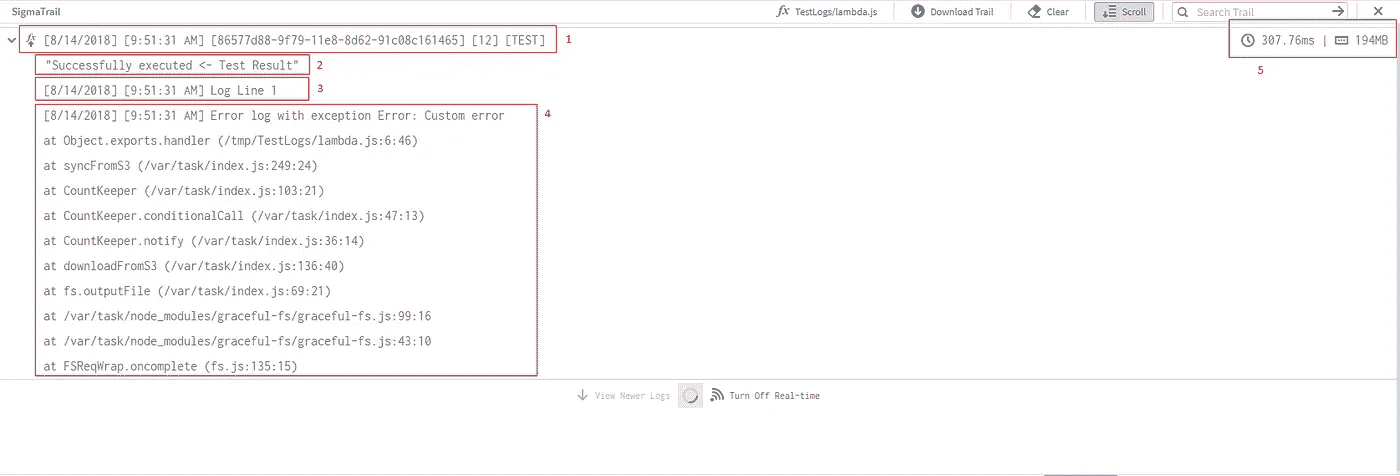 SigmaTrail
fx TestLogs/lambda.js
Download Trail
Clear
Scroll
Search Trail
[8/14/2018] [9:51:31 AM] [86577d88-9f79-11e8-8d62-91c08c161465] [12] [TEST]
1
307.76ms | 194MB
5
"Successfully executed <- Test Result"
2
[8/14/2018] [9:51:31 AM] Log Line 1
3
[8/14/2018] [9:51:31 AM] Error log with exception Error: Custom error
4
at Object.exports.handler (/tmp/TestLogs/lambda.js:6:46)
at syncFromS3 (/var/task/index.js:249:24)
at CountKeeper (/var/task/index.js:103:21)
at CountKeeper.conditionalCall (/var/task/index.js:47:13)
at CountKeeper.notify (/var/task/index.js:36:14)
at downloadFromS3 (/var/task/index.js:136:40)
at fs.outputFile (/var/task/index.js:69:21)
at /var/task/node_modules/graceful-fs/graceful-fs.js:99:16
at /var/task/node_modules/graceful-fs/graceful-fs.js:43:10
at FSReqWrap.oncomplete (fs.js:135:15)
View Newer Logs
Turn Off Real-time